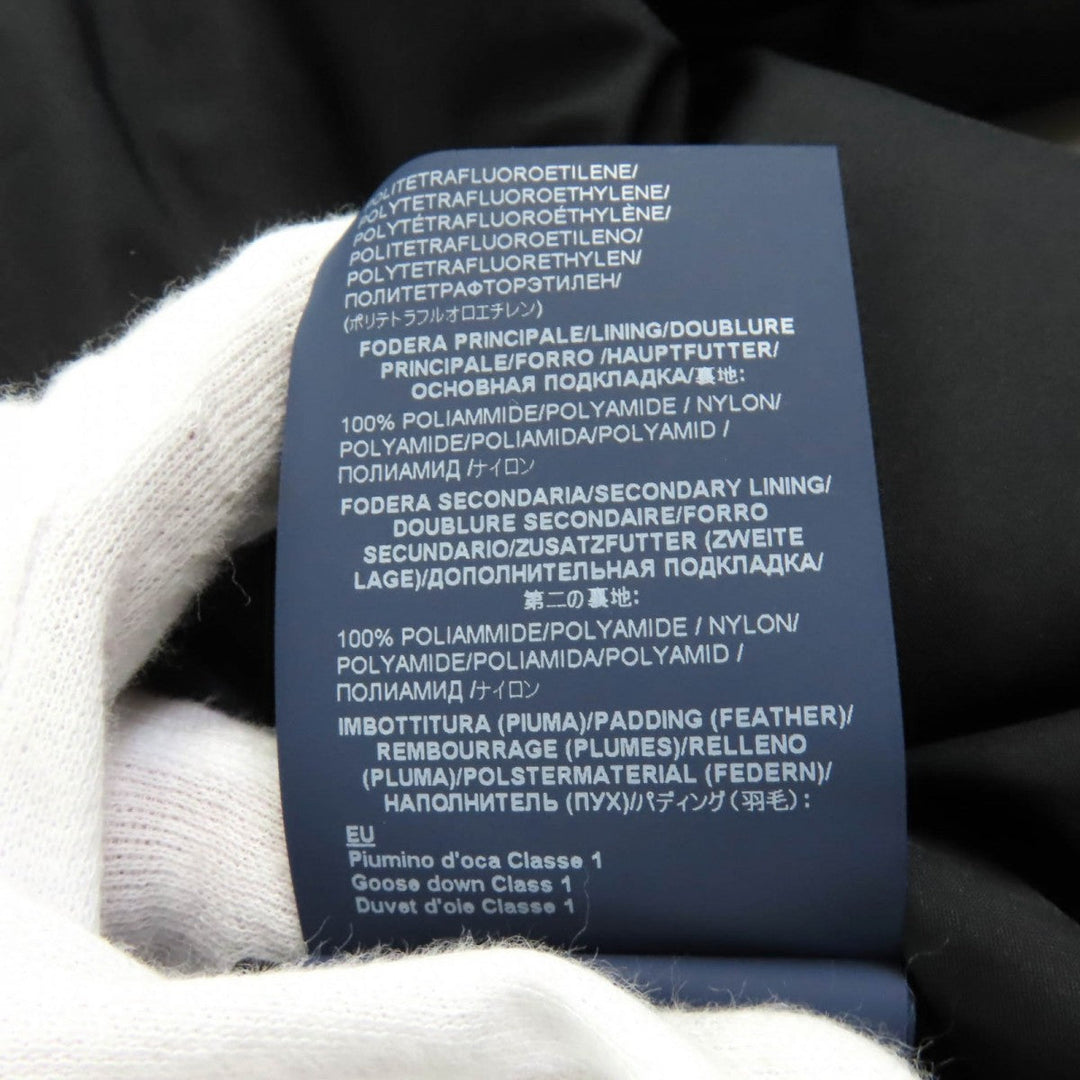 POLITETRAFLUOROETILENE/
POLYTETRAFLUOROETHYLENE/
POLYTÉTRAFLUOROÉTHYLÈNE/
POLITETRAFLUOROETILENO/
POLYTETRAFLUORETHYLEN/
ПОЛИТЕТРАФТОРЭТИЛЕН/
(ポリテトラフルオロエチレン)
FODERA PRINCIPALE/LINING/DOUBLURE
PRINCIPALE/FORRO /HAUPTFUTTER/
ОСНОВНАЯ ПОДКЛАДКА/裏地:
100% POLIAMMIDE/POLYAMIDE / NYLON/
POLYAMIDE/POLIAMIDA/POLYAMID /
ПОЛИАМИД /ナイロン
FODERA SECONDARIA/SECONDARY LINING/
DOUBLURE SECONDAIRE/FORRO
SECUNDARIO/ZUSATZFUTTER (ZWEITE
LAGE)/ДОПОЛНИТЕЛЬНАЯ ПОДКЛАДКА/
第二の裏地:
100% POLIAMMIDE/POLYAMIDE / NYLON/
POLYAMIDE/POLIAMIDA/POLYAMID /
ПОЛИАМИД /ナイロン
IMBOTTITURA (PIUMA)/PADDING (FEATHER)/
REMBOURRAGE (PLUMES)/RELLENO
(PLUMA)/POLSTERMATERIAL (FEDERN)/
НАПОЛНИТЕЛЬ (ПУХ)/パディング(羽毛):
EU
Piumino d'oca Classe 1
Goose down Class 1
Duvet d'oie Classe 1